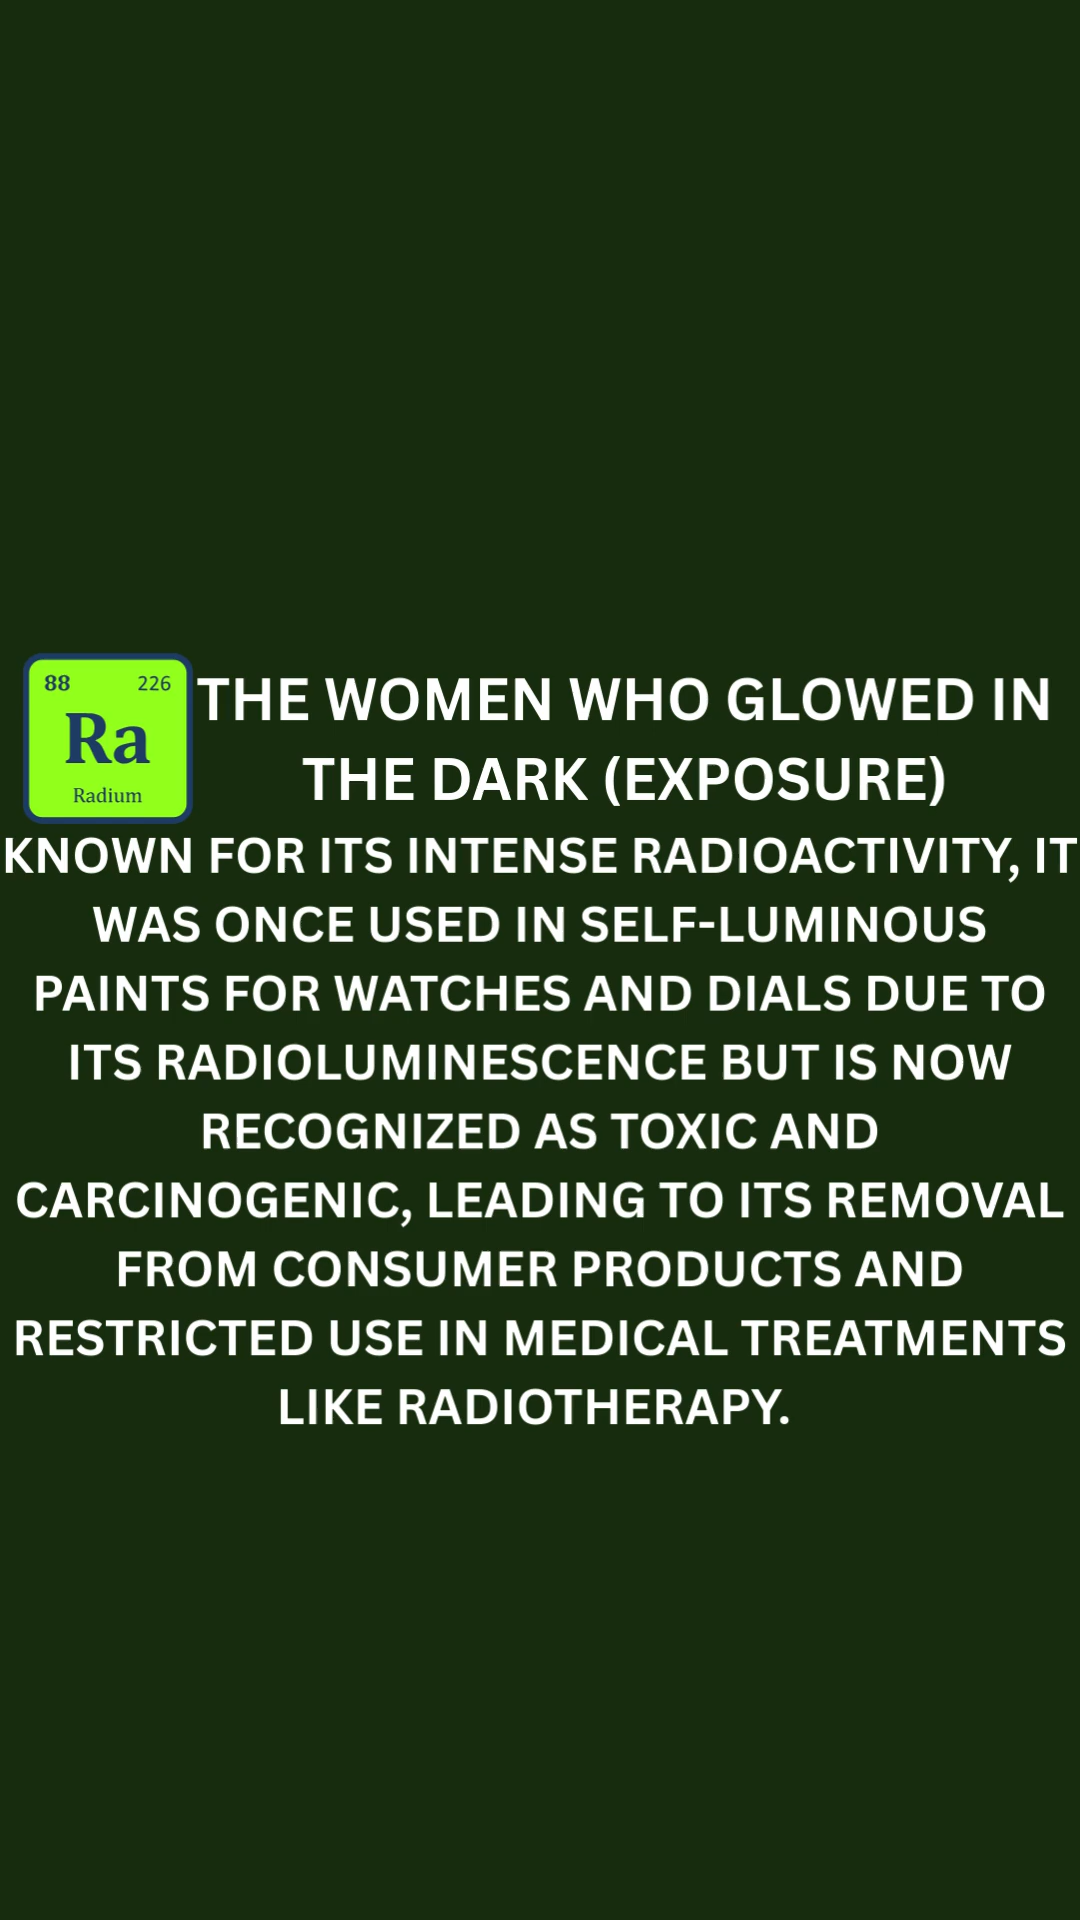 88 226
Ra
Radium
THE WOMEN WHO GLOWED IN
THE DARK (EXPOSURE)
KNOWN FOR ITS INTENSE RADIOACTIVITY, IT
WAS ONCE USED IN SELF-LUMINOUS
PAINTS FOR WATCHES AND DIALS DUE TO
ITS RADIOLUMINESCENCE BUT IS NOW
RECOGNIZED AS TOXIC AND
CARCINOGENIC, LEADING TO ITS REMOVAL
FROM CONSUMER PRODUCTS AND
RESTRICTED USE IN MEDICAL TREATMENTS
LIKE RADIOTHERAPY.